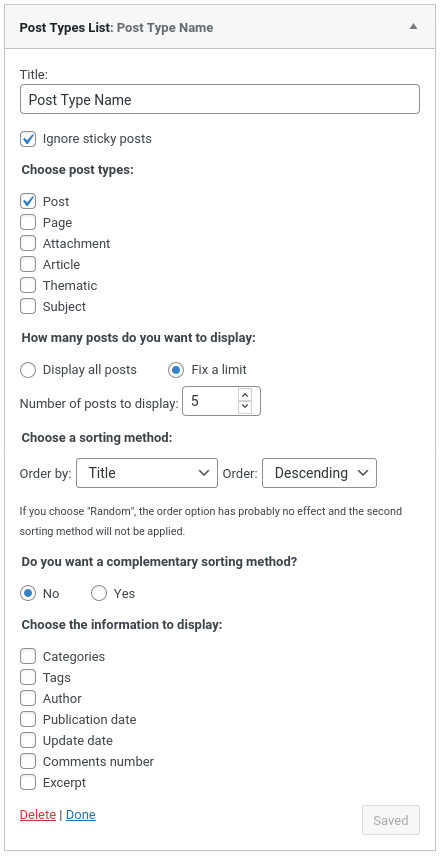 Post Types List: Post Type Name
Title:
Post Type Name
Ignore sticky posts
Choose post types:
Post
Page
Attachment
Article
Thematic
Subject
How many posts do you want to display:
Display all posts Fix a limit
Number of posts to display: 5
Choose a sorting method:
Order by: Title Order: Descending
If you choose "Random", the order option has probably no effect and the second
sorting method will not be applied.
Do you want a complementary sorting method?
No Yes
Choose the information to display:
Categories
Tags
Author
Publication date
Update date
Comments number
Excerpt
Delete | Done Saved